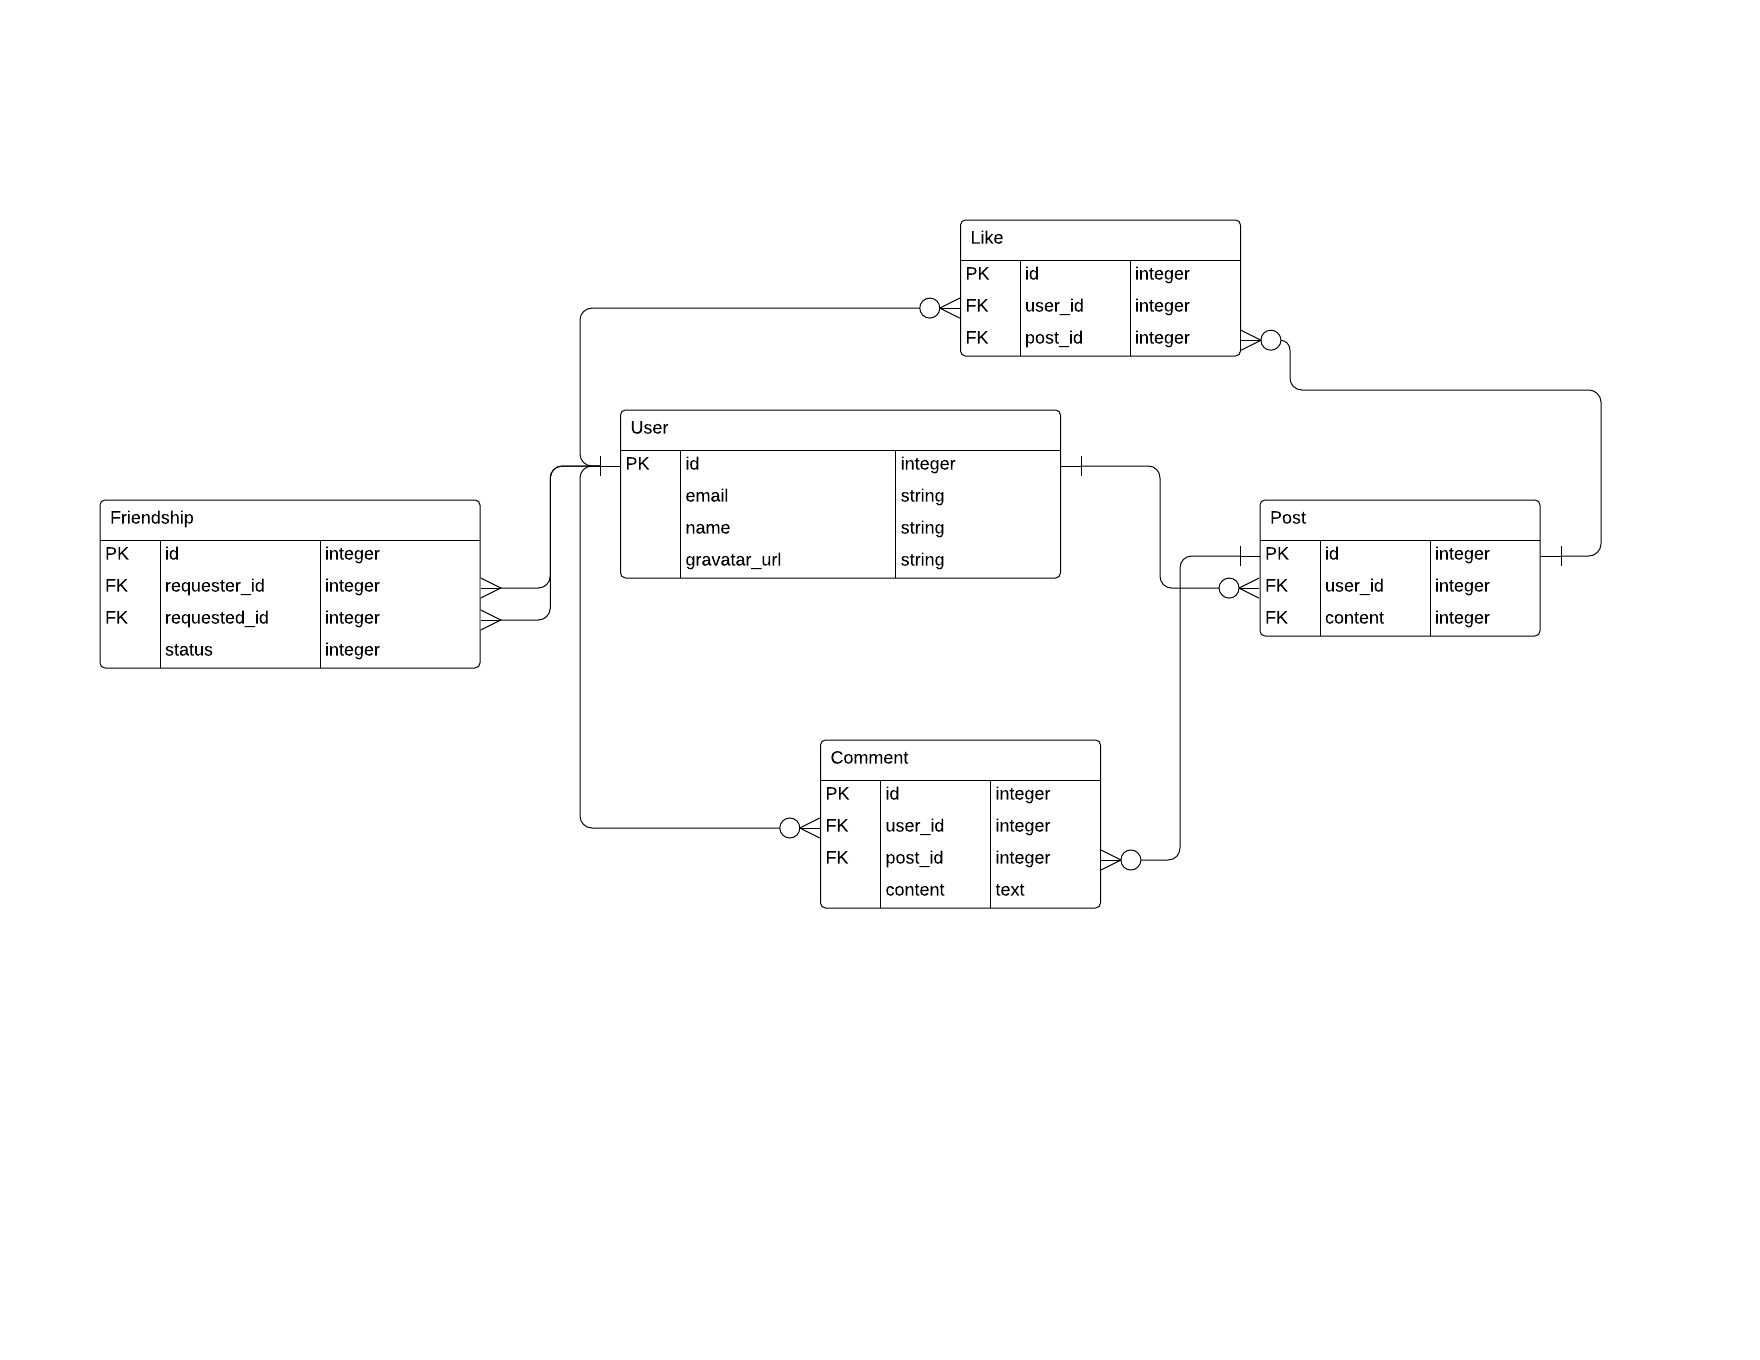 Like
PK id integer
FK user_id integer
FK post_id integer
User
PK id integer
email string
name string
gravatar_url string
Friendship
PK id integer
FK requester_id integer
FK requested_id integer
status integer
Post
PK id integer
FK user_id integer
FK content integer
Comment
PK id integer
FK user_id integer
FK post_id integer
content text